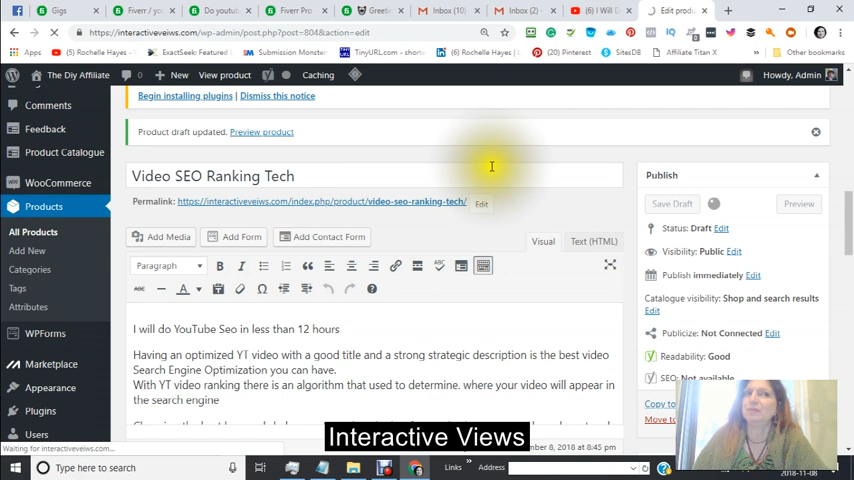 Gigs
Fiverr / my
Do youtub
Fiverr Pro
Greetin
Inbox (10)
Inbox (2) -
(6) I Will D
Edit produ
https://interactiveveiws.com/wp-admin/post.php?post=804&action=edit
Apps
(5) Rochelle Hayes
ExactSeek: Featured L
Submission Monster
TinyURL.com - short
(6) Rochelle Hayes |
(20) Pinterest
SitesDB
Affiliate Titan X
Other bookmarks
The Diy Affiliate
0
New
View product
Caching
Howdy, Admin
Comments
Feedback
Product Catalogue
WooCommerce
Products
All Products
Add New
Categories
Tags
Attributes
WPForms
Marketplace
Appearance
Plugins
Users
Begin installing plugins | Dismiss this notice
Product draft updated. Preview product
Video SEO Ranking Tech
Permalink: https://interactiveveiws.com/index.php/product/video-seo-ranking-tech/ Edit
Add Media
Add Form
Add Contact Form
Visual
Text (HTML)
Paragraph
I will do YouTube Seo in less than 12 hours
Having an optimized YT video with a good title and a strong strategic description is the best video
Search Engine Optimization you can have.
With YT video ranking there is an algorithm that used to determine. where your video will appear in
the search engine
Publish
Save Draft
Preview
Status: Draft Edit
Visibility: Public Edit
Publish immediately Edit
Catalogue visibility: Shop and search results
Edit
Publicize: Not Connected Edit
Readability: Good
SEO: Not available
Copy to
Move to
8, 2018 at 8:45 pm
Interactive Views
Waiting for interactiveveiws.com...
Type here to search
Links
Address
2018-11-08